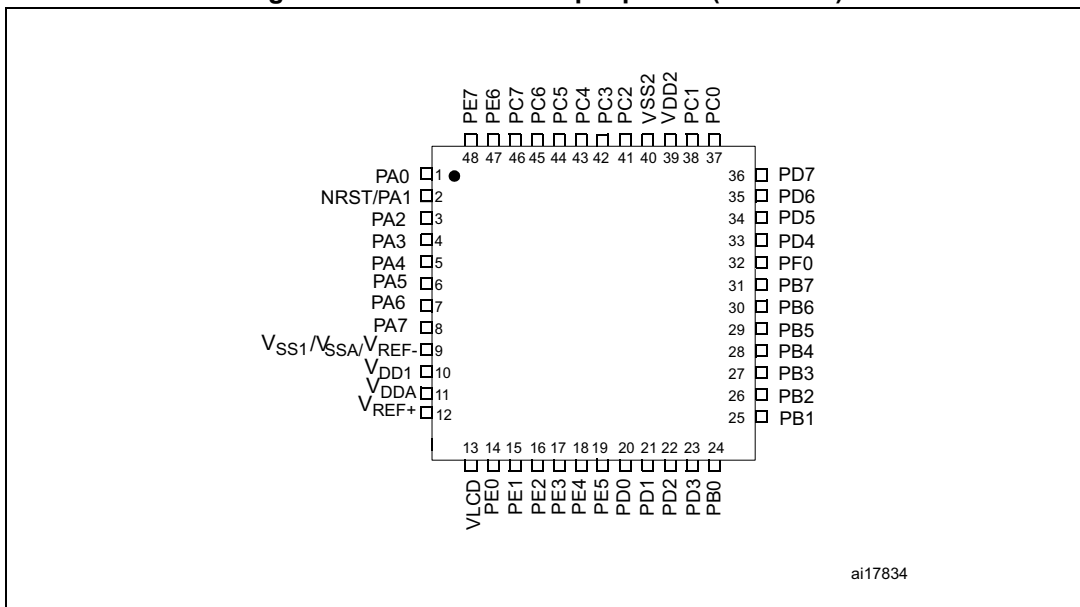 PE7
PE6
PC7
PC6
PC5
PC4
PC3
PC2
VSS2
VDD2
PC1
PC0
48 47 46 45 44 43 42 41 40 39 38 37
PA0 1
NRST/PA1 2
PA2 3
PA3 4
PA4 5
PA5 6
PA6 7
PA7 8
VSS1/VSSA/VREF- 9
VDD1 10
VDDA 11
VREF+ 12
36 PD7
35 PD6
34 PD5
33 PD4
32 PF0
31 PB7
30 PB6
29 PB5
28 PB4
27 PB3
26 PB2
25 PB1
13 14 15 16 17 18 19 20 21 22 23 24
VLCD
PE0
PE1
PE2
PE3
PE4
PE5
PD0
PD1
PD2
PD3
PB0
ai17834